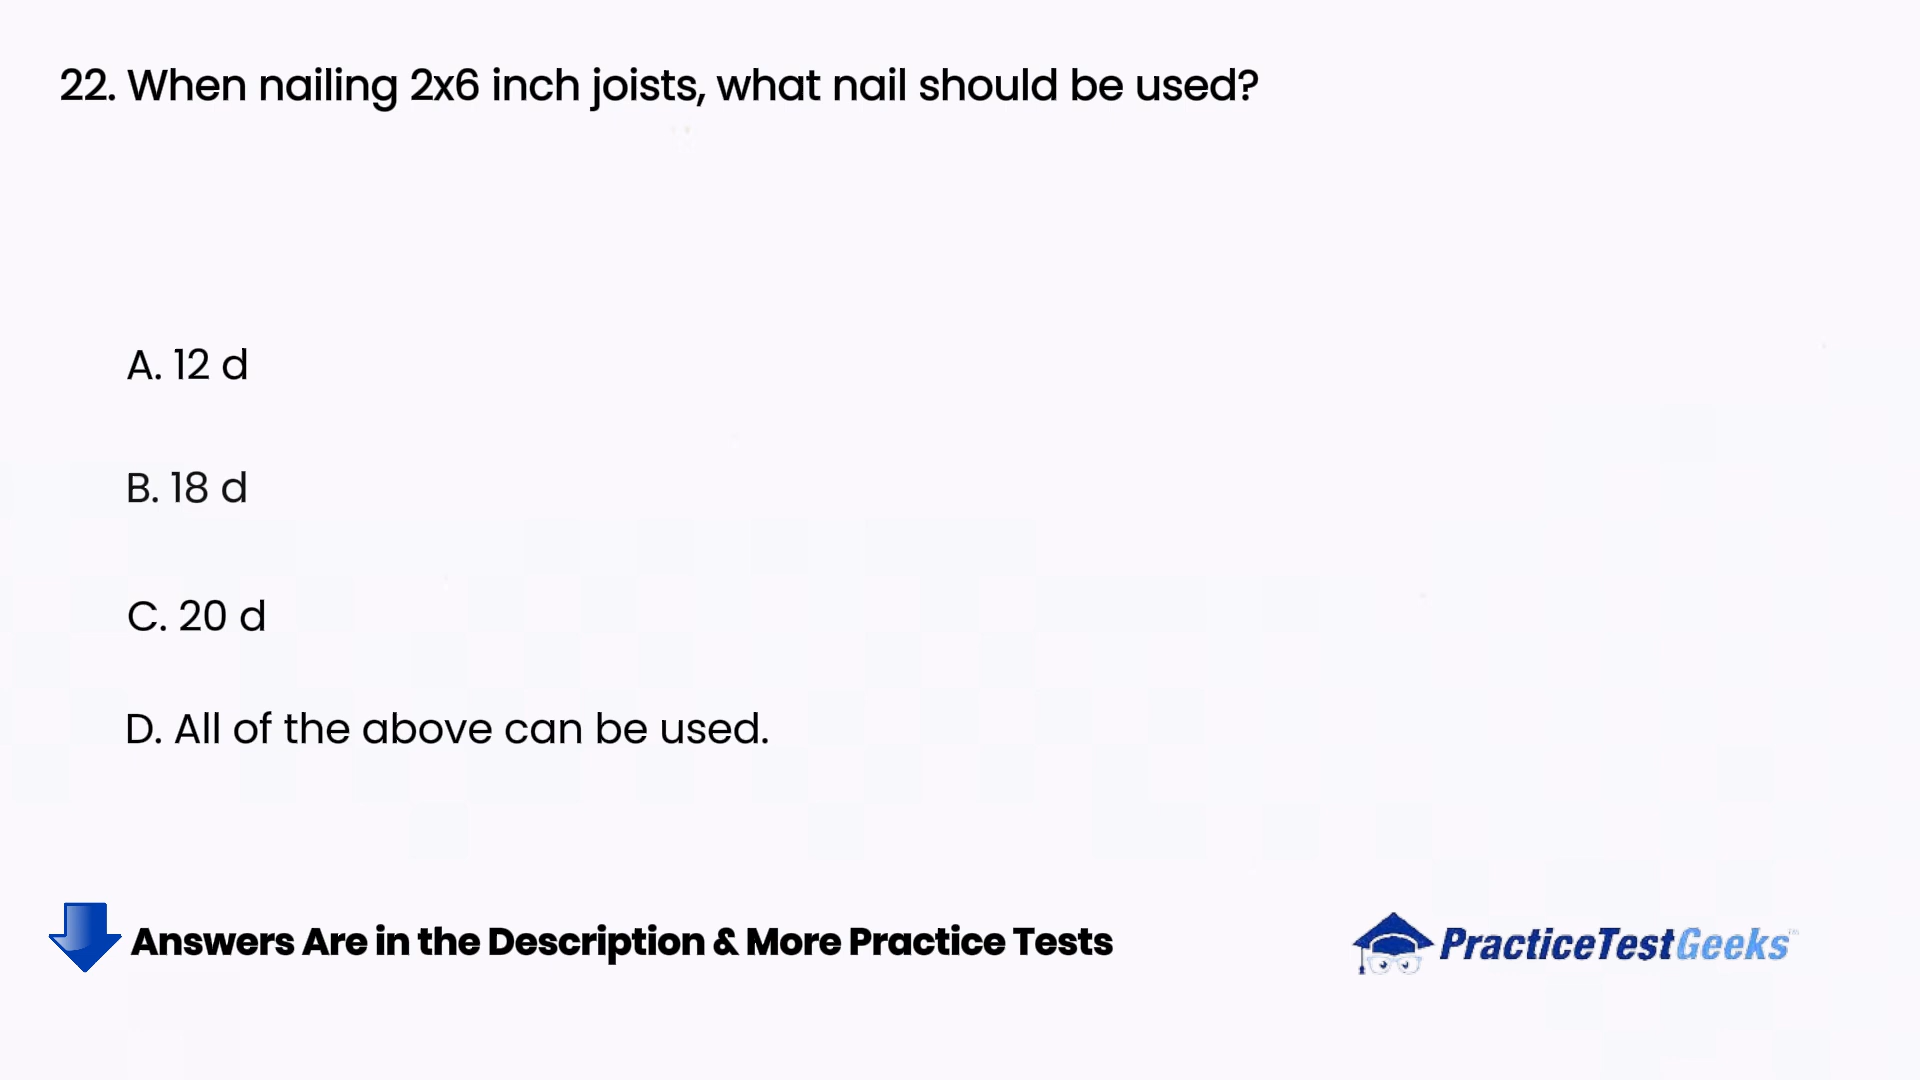 22. When nailing 2x6 inch joists, what nail should be used?
A. 12 d
B. 18 d
C. 20 d
D. All of the above can be used.
Answers Are in the Description & More Practice Tests
PracticeTestGeeks™